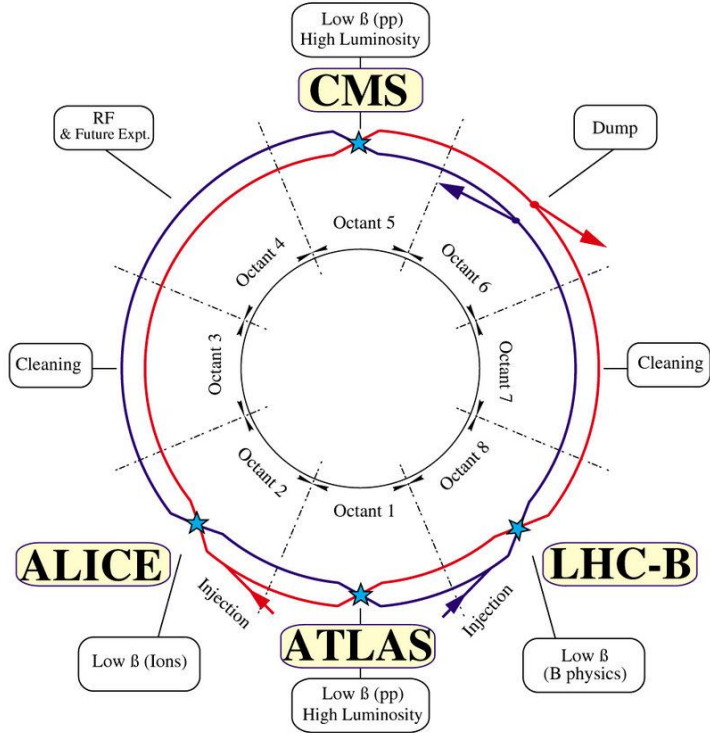 Low ß (pp)
High Luminosity
CMS
RF
& Future Expt.
Dump
Octant 5
Octant 4
Octant 6
Cleaning
Octant 3
Octant 7
Cleaning
Octant 2
Octant 8
Octant 1
ALICE
LHC-B
Injection
Injection
ATLAS
Low ß (Ions)
Low ß
(B physics)
Low ß (pp)
High Luminosity